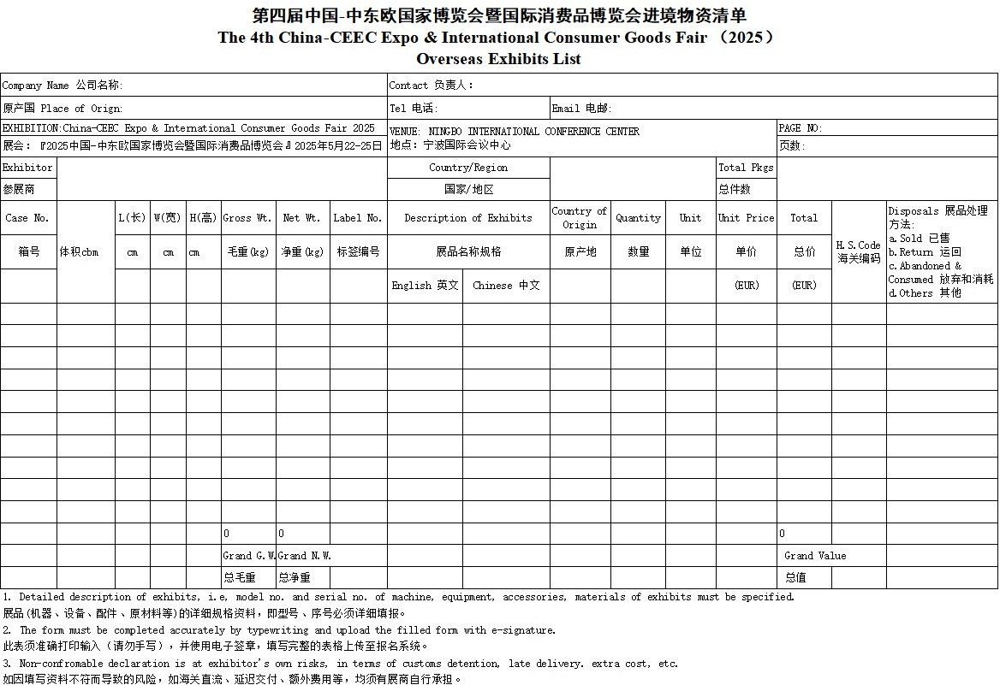 第四届中国-中东欧国家博览会暨国际消费品博览会进境物资清单
The 4th China-CEEC Expo & International Consumer Goods Fair （2025）
Overseas Exhibits List
Company Name 公司名称:
Contact 负责人：
原产国 Place of Orign:
Tel 电话:
Email 电邮:
EXHIBITION:China-CEEC Expo & International Consumer Goods Fair 2025
展会：『2025中国-中东欧国家博览会暨国际消费品博览会』2025年5月22-25日
VENUE: NINGBO INTERNATIONAL CONFERENCE CENTER
地点：宁波国际会议中心
PAGE NO:
页数:
Exhibitor
参展商
Country/Region
国家/地区
Total Pkgs
总件数
Case No.
箱号
体积cbm
L(长)
cm
W(宽)
cm
H(高)
cm
Gross Wt.
毛重(kg)
Net Wt.
净重(kg)
Label No.
标签编号
Description of Exhibits
展品名称规格
English 英文
Chinese 中文
Country of
Origin
原产地
Quantity
数量
Unit
单位
Unit Price
单价
(EUR)
Total
总价
(EUR)
H.S.Code
海关编码
Disposals 展品处理
方法:
a.Sold 已售
b.Return 运回
c.Abandoned &
Consumed 放弃和消耗
d.Others 其他
0
0
0
Grand G.W.
Grand N.W.
Grand Value
总毛重
总净重
总值
1. Detailed description of exhibits, i.e, model no. and serial no. of machine, equipment, accessories, materials of exhibits must be specified.
展品(机器、设备、配件、原材料等)的详细规格资料，即型号、序号必须详细填报。
2. The form must be completed accurately by typewriting and upload the filled form with e-signature.
此表须准确打印输入（请勿手写），并使用电子签章，填写完整的表格上传至报名系统。
3. Non-confromable declaration is at exhibitor's own risks, in terms of customs detention, late delivery. extra cost, etc.
如因填写资料不符而导致的风险，如海关直流、延迟交付、额外费用等，均须有展商自行承担。